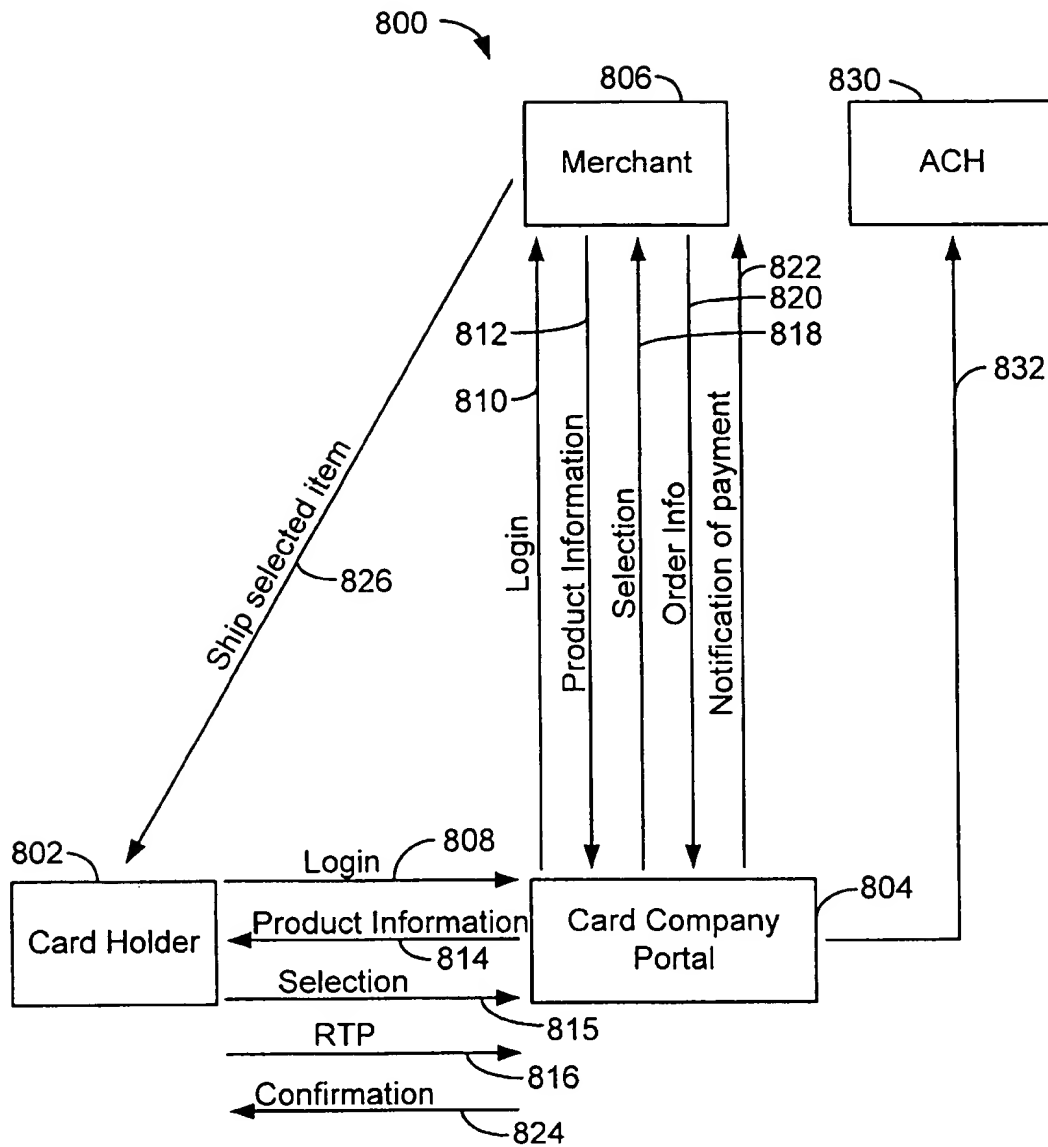 800
806
830
Merchant
ACH
822
820
812
818
832
810
Ship selected item
826
Login
Product Information
Selection
Order Info
Notification of payment
802
Login
808
804
Card Holder
Product Information
814
Card Company
Portal
Selection
815
RTP
816
Confirmation
824